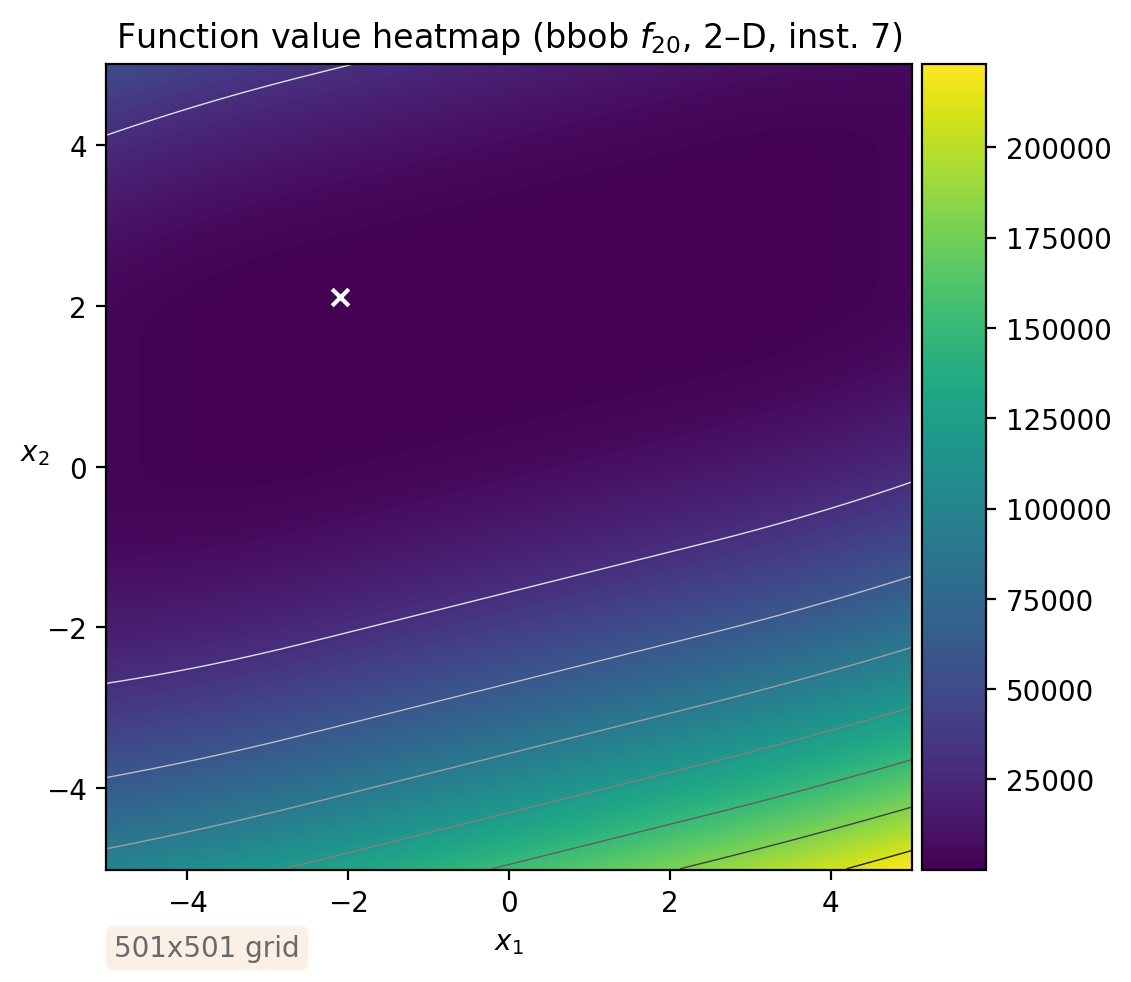 Function value heatmap (bbob f₂₀, 2–D, inst. 7)
x₂
4
2
0
−2
−4
−4 −2 0 2 4
x₁
200000
175000
150000
125000
100000
75000
50000
25000
501x501 grid